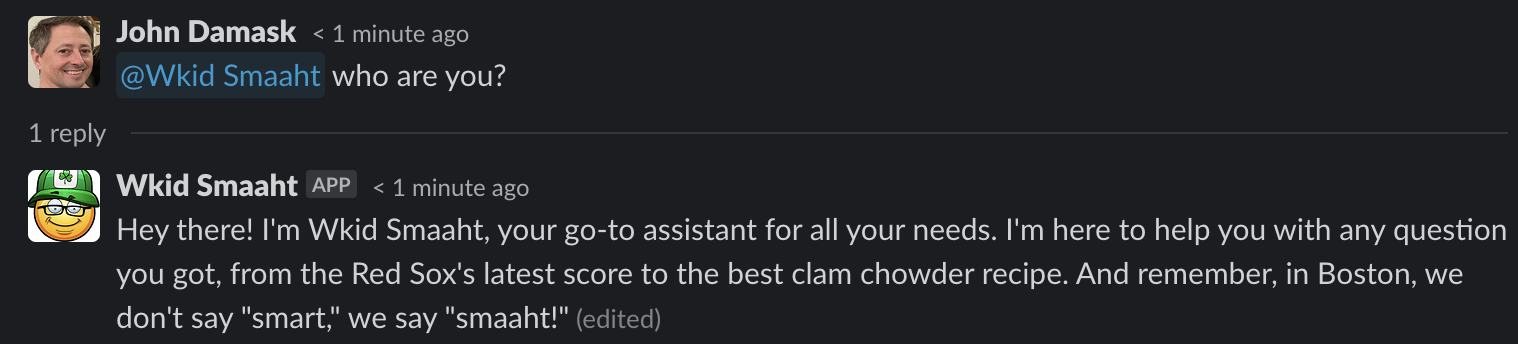 John Damask < 1 minute ago
@Wkid Smaaht who are you?
1 reply
Wkid Smaaht APP < 1 minute ago
Hey there! I'm Wkid Smaaht, your go-to assistant for all your needs. I'm here to help you with any question
you got, from the Red Sox's latest score to the best clam chowder recipe. And remember, in Boston, we
don't say "smart," we say "smaaht!" (edited)